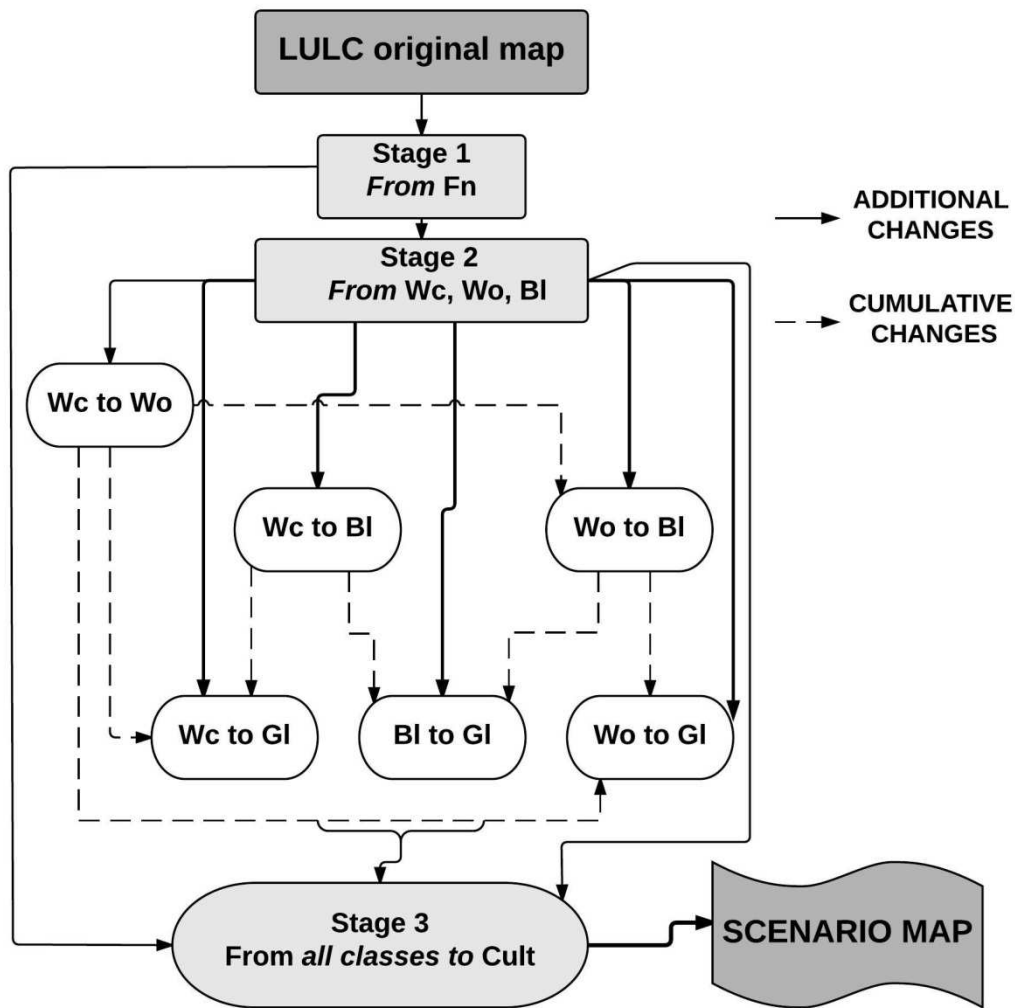 LULC original map
Stage 1
From Fn
ADDITIONAL
CHANGES
Stage 2
From Wc, Wo, Bl
CUMULATIVE
CHANGES
Wc to Wo
Wc to Bl
Wo to Bl
Wc to Gl
Bl to Gl
Wo to Gl
Stage 3
From all classes to Cult
SCENARIO MAP